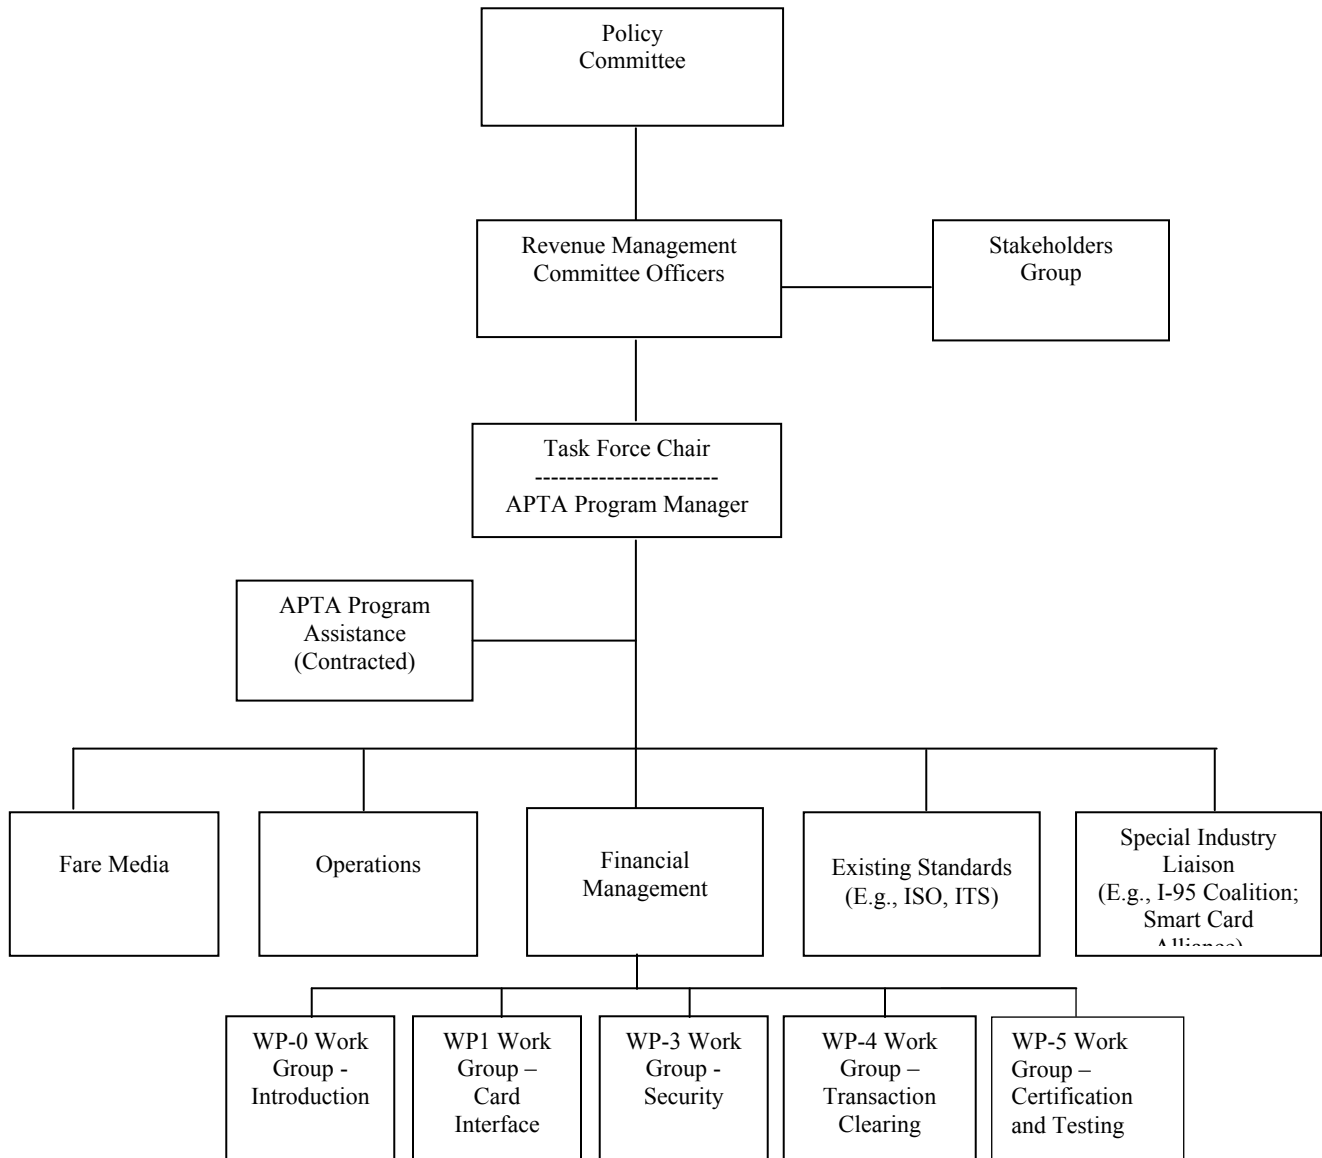 Policy
Committee
Revenue Management
Committee Officers
Stakeholders
Group
Task Force Chair
-----------------------
APTA Program Manager
APTA Program
Assistance
(Contracted)
Fare Media
Operations
Financial
Management
Existing Standards
(E.g., ISO, ITS)
Special Industry
Liaison
(E.g., I-95 Coalition;
Smart Card
Alliance)
WP-0 Work
Group -
Introduction
WP1 Work
Group –
Card
Interface
WP-3 Work
Group -
Security
WP-4 Work
Group –
Transaction
Clearing
WP-5 Work
Group –
Certification
and Testing